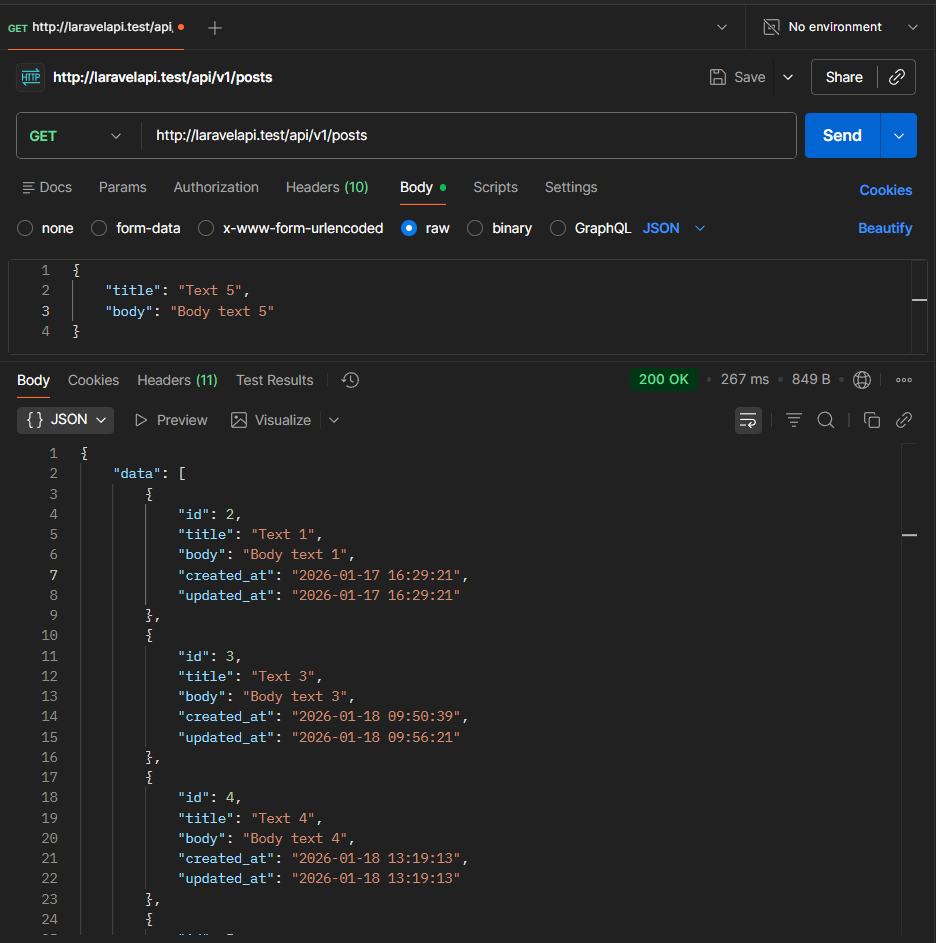 GET http://laravelapi.test/api,
No environment
HTTP http://laravelapi.test/api/v1/posts
Save
Share
GET http://laravelapi.test/api/v1/posts
Send
Docs Params Authorization Headers (10) Body Scripts Settings
Cookies
none form-data x-www-form-urlencoded raw binary GraphQL JSON
Beautify
1 {
2 "title": "Text 5",
3 "body": "Body text 5"
4 }
Body Cookies Headers (11) Test Results
200 OK • 267 ms • 849 B
{} JSON Preview Visualize
1 {
2 "data": [
3 {
4 "id": 2,
5 "title": "Text 1",
6 "body": "Body text 1",
7 "created_at": "2026-01-17 16:29:21",
8 "updated_at": "2026-01-17 16:29:21"
9 },
10 {
11 "id": 3,
12 "title": "Text 3",
13 "body": "Body text 3",
14 "created_at": "2026-01-18 09:50:39",
15 "updated_at": "2026-01-18 09:56:21"
16 },
17 {
18 "id": 4,
19 "title": "Text 4",
20 "body": "Body text 4",
21 "created_at": "2026-01-18 13:19:13",
22 "updated_at": "2026-01-18 13:19:13"
23 },
24 {